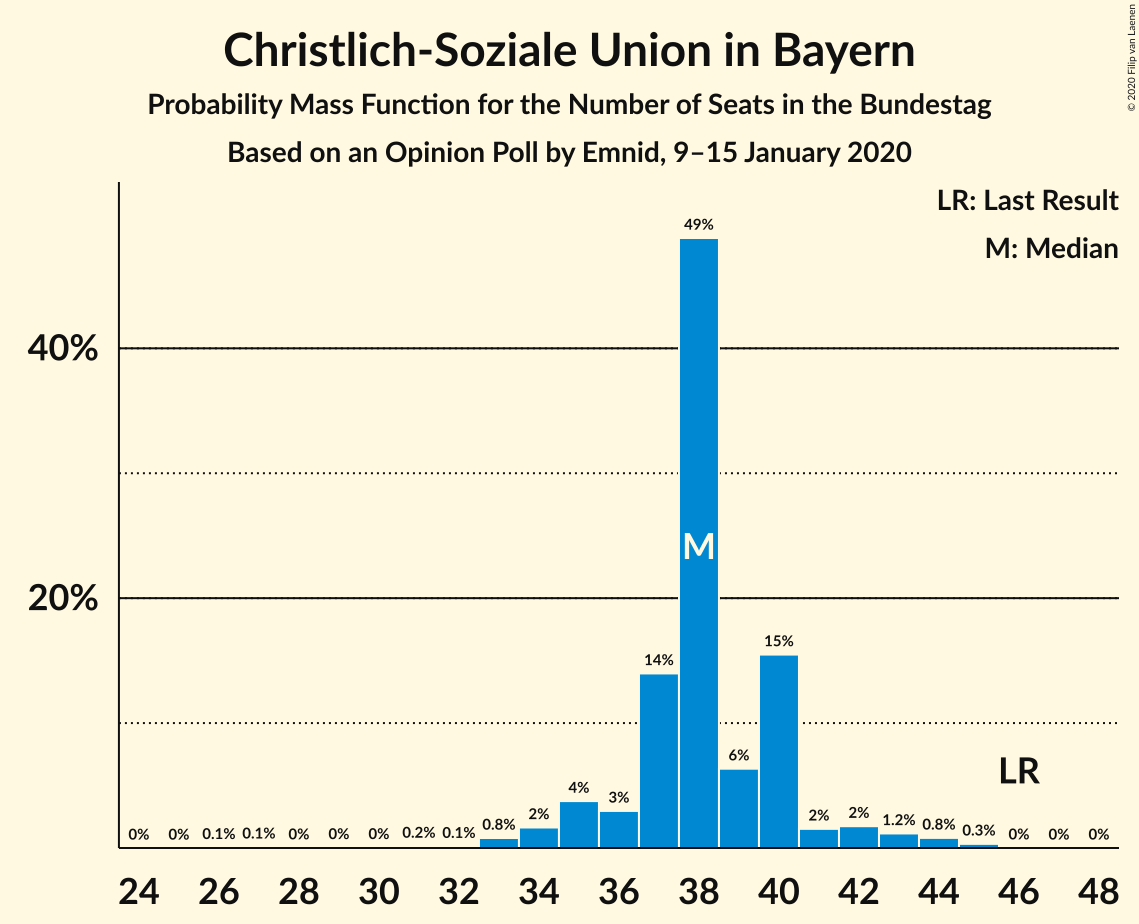 Christlich-Soziale Union in Bayern
Probability Mass Function for the Number of Seats in the Bundestag
Based on an Opinion Poll by Emnid, 9–15 January 2020
© 2020 Filip van Laenen
LR: Last Result
M: Median
40%
20%
0% 0% 0.1% 0.1% 0% 0% 0% 0.2% 0.1% 0.8% 2% 4% 3% 14% 49% 6% 15% 2% 2% 1.2% 0.8% 0.3% 0% 0% 0%
M
LR
24 26 28 30 32 34 36 38 40 42 44 46 48